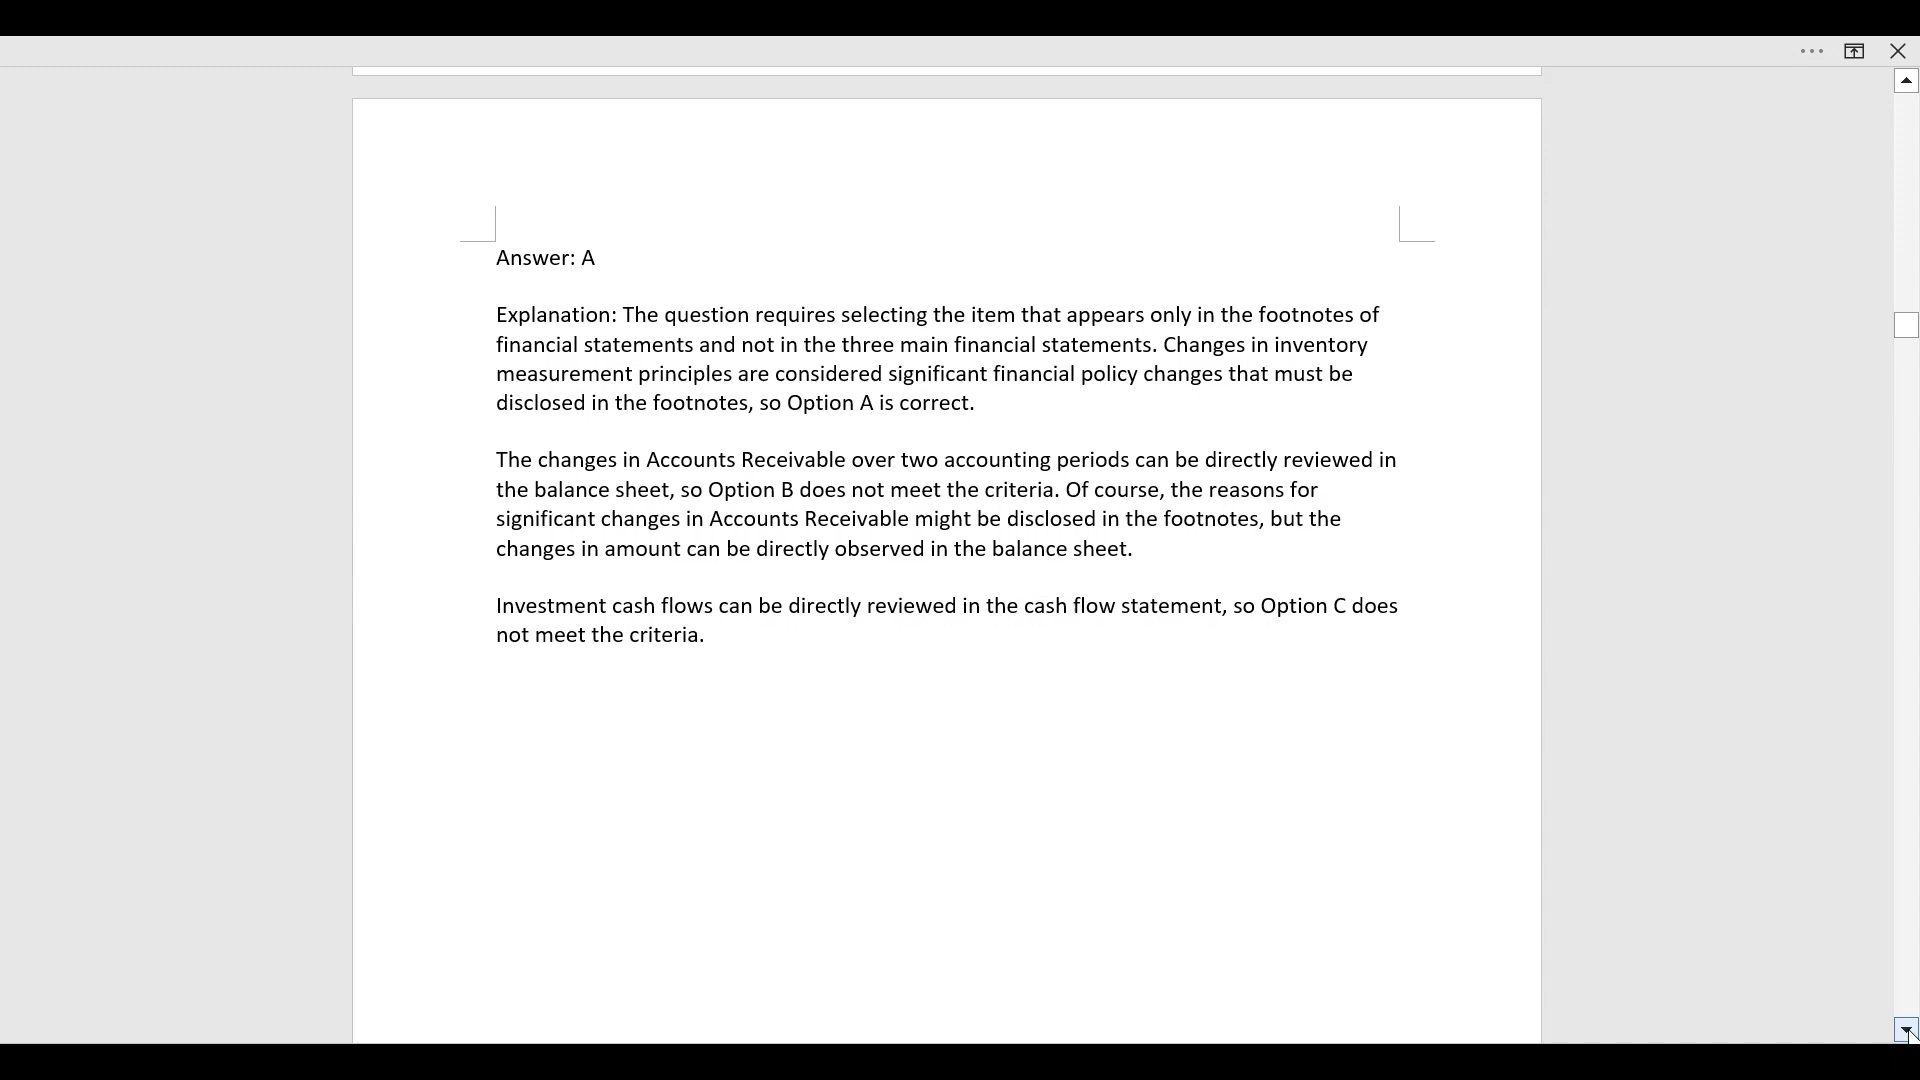 Answer: A
Explanation: The question requires selecting the item that appears only in the footnotes of
financial statements and not in the three main financial statements. Changes in inventory
measurement principles are considered significant financial policy changes that must be
disclosed in the footnotes, so Option A is correct.
The changes in Accounts Receivable over two accounting periods can be directly reviewed in
the balance sheet, so Option B does not meet the criteria. Of course, the reasons for
significant changes in Accounts Receivable might be disclosed in the footnotes, but the
changes in amount can be directly observed in the balance sheet.
Investment cash flows can be directly reviewed in the cash flow statement, so Option C does
not meet the criteria.